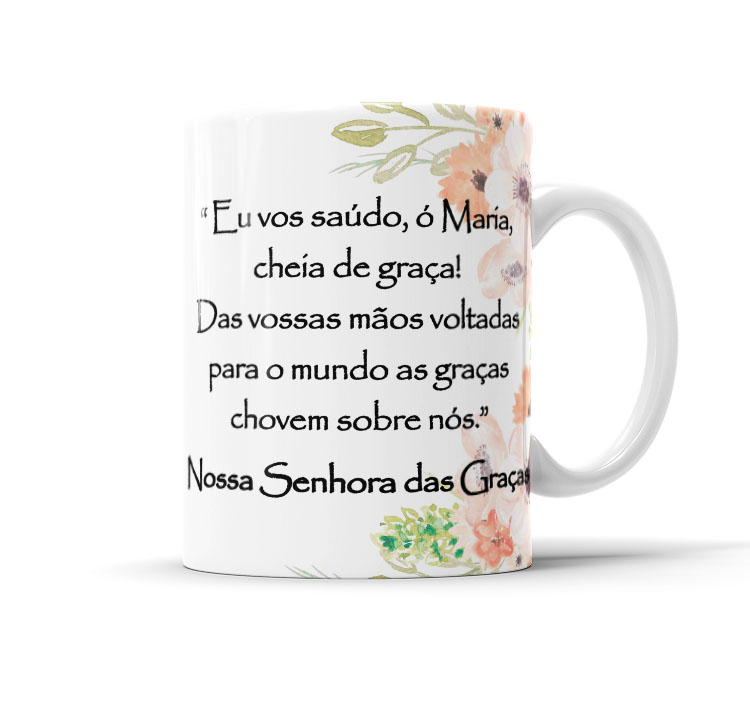 “ Eu vos saúdo, ó Maria,
cheia de graça!
Das vossas mãos voltadas
para o mundo as graças
chovem sobre nós.”
Nossa Senhora das Graças